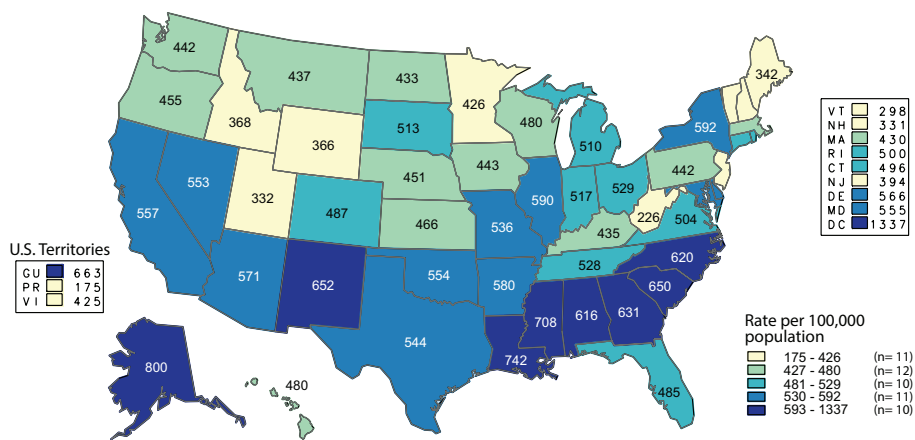 442
437
433
426
342
455
368
366
513
480
510
592
553
332
487
451
443
590
517
529
442
557
466
536
435
226
504
571
652
554
580
528
620
650
544
742
708
616
631
485
800
480
VT 298
NH 331
MA 430
RI 500
CT 496
NJ 394
DE 566
MD 555
DC 1337
U.S. Territories
GU 663
PR 175
VI 425
Rate per 100,000
population
175 - 426 (n= 11)
427 - 480 (n= 12)
481 - 529 (n= 10)
530 - 592 (n= 11)
593 - 1337 (n= 10)